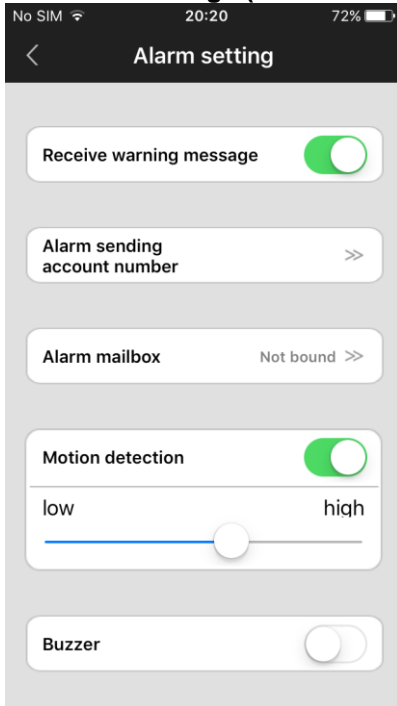 No SIM 20:20 72%
Alarm setting
Receive warning message
Alarm sending
account number
Alarm mailbox Not bound
Motion detection
low high
Buzzer